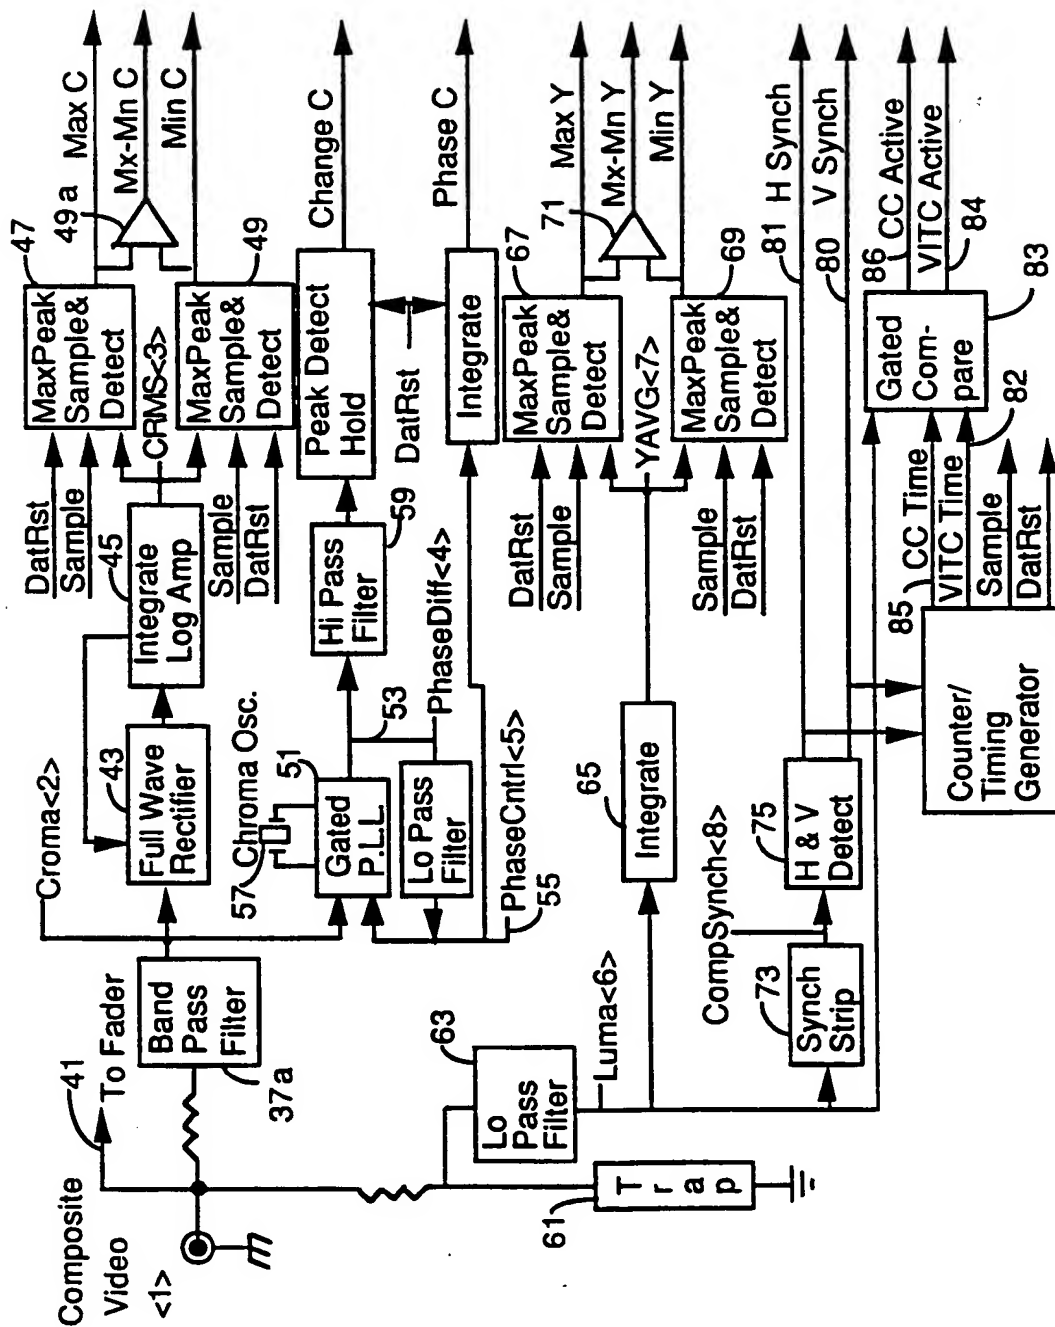 Composite
Video
<1>
41
To Fader
Band
Pass
Filter
37a
Croma<2>
43
Full Wave
Rectifier
45
Integrate
Log Amp
DatRst
Sample
CRMS<3>
Sample
DatRst
47
MaxPeak
Sample&
Detect
49a
Max C
Mx-Mn C
Min C
MaxPeak
Sample&
Detect
49
57
Chroma Osc.
51
Gated
P.L.L.
53
Hi Pass
Filter
59
Peak Detect
Hold
Change C
DatRst
Lo Pass
Filter
PhaseDiff<4>
PhaseCntrl<5>
55
Integrate
Phase C
61
Trap
63
Lo
Pass
Filter
Luma<6>
65
Integrate
YAVG<7>
DatRst
Sample
67
MaxPeak
Sample&
Detect
71
Max Y
Mx-Mn Y
Min Y
Sample
DatRst
MaxPeak
Sample&
Detect
69
CompSynch<8>
73
Synch
Strip
75
H & V
Detect
81
H Synch
80
V Synch
Counter/
Timing
Generator
85
CC Time
VITC Time
82
Sample
DatRst
Gated
Com-
pare
83
86
CC Active
VITC Active
84